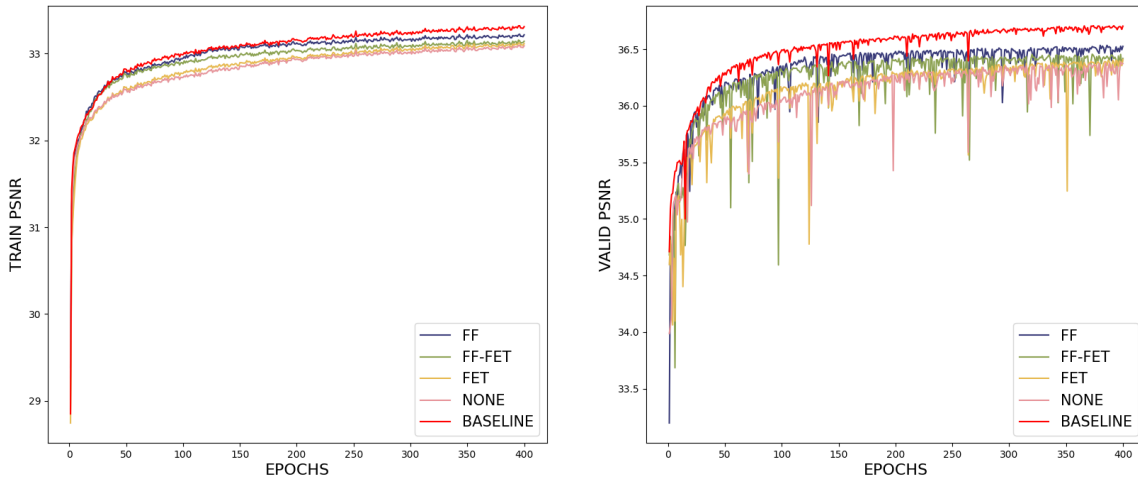 TRAIN PSNR
33
32
31
30
29
0
50
100
150
200
250
300
350
400
EPOCHS
FF
FF-FET
FET
NONE
BASELINE
VALID PSNR
36.5
36.0
35.5
35.0
34.5
34.0
33.5
0
50
100
150
200
250
300
350
400
EPOCHS
FF
FF-FET
FET
NONE
BASELINE